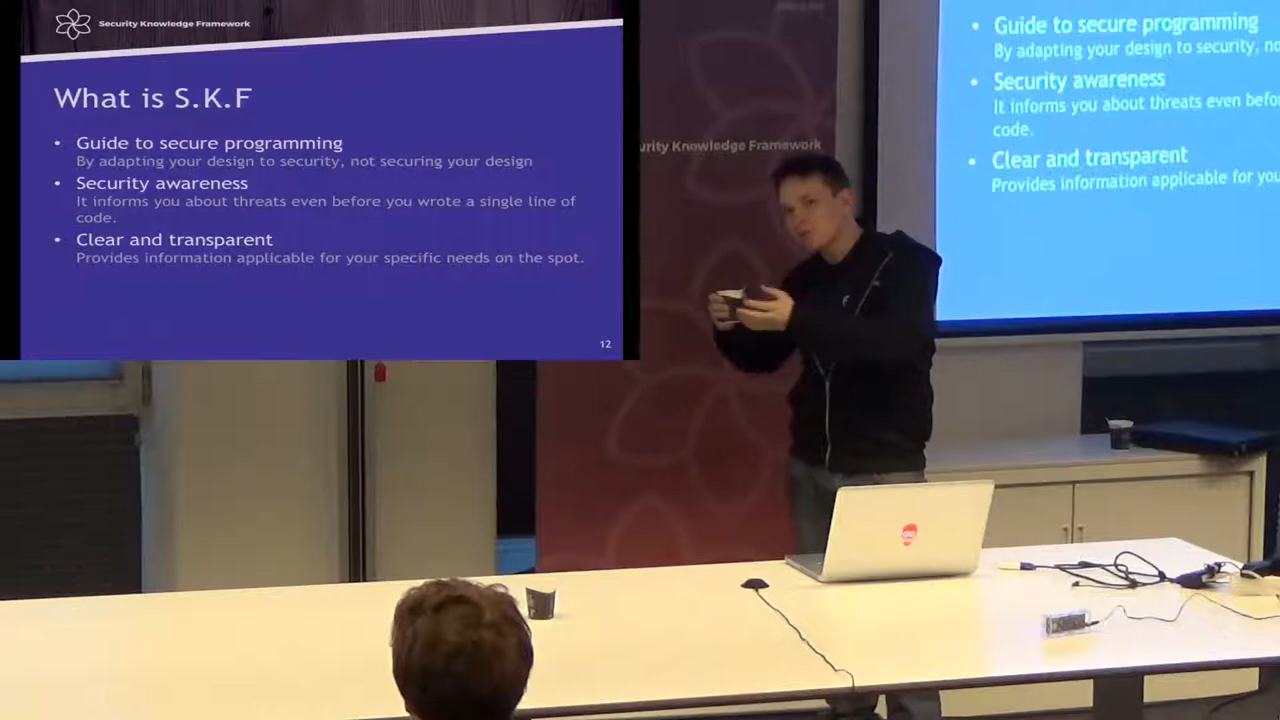 Security Knowledge Framework
What is S.K.F
• Guide to secure programming
By adapting your design to security, not securing your design
• Security awareness
It informs you about threats even before you wrote a single line of
code.
• Clear and transparent
Provides information applicable for your specific needs on the spot.
12
urity Knowledge Framework
• Guide to secure programming
By adapting your design to security, no
• Security awareness
It informs you about threats even befo
code.
• Clear and transparent
Provides information applicable for you